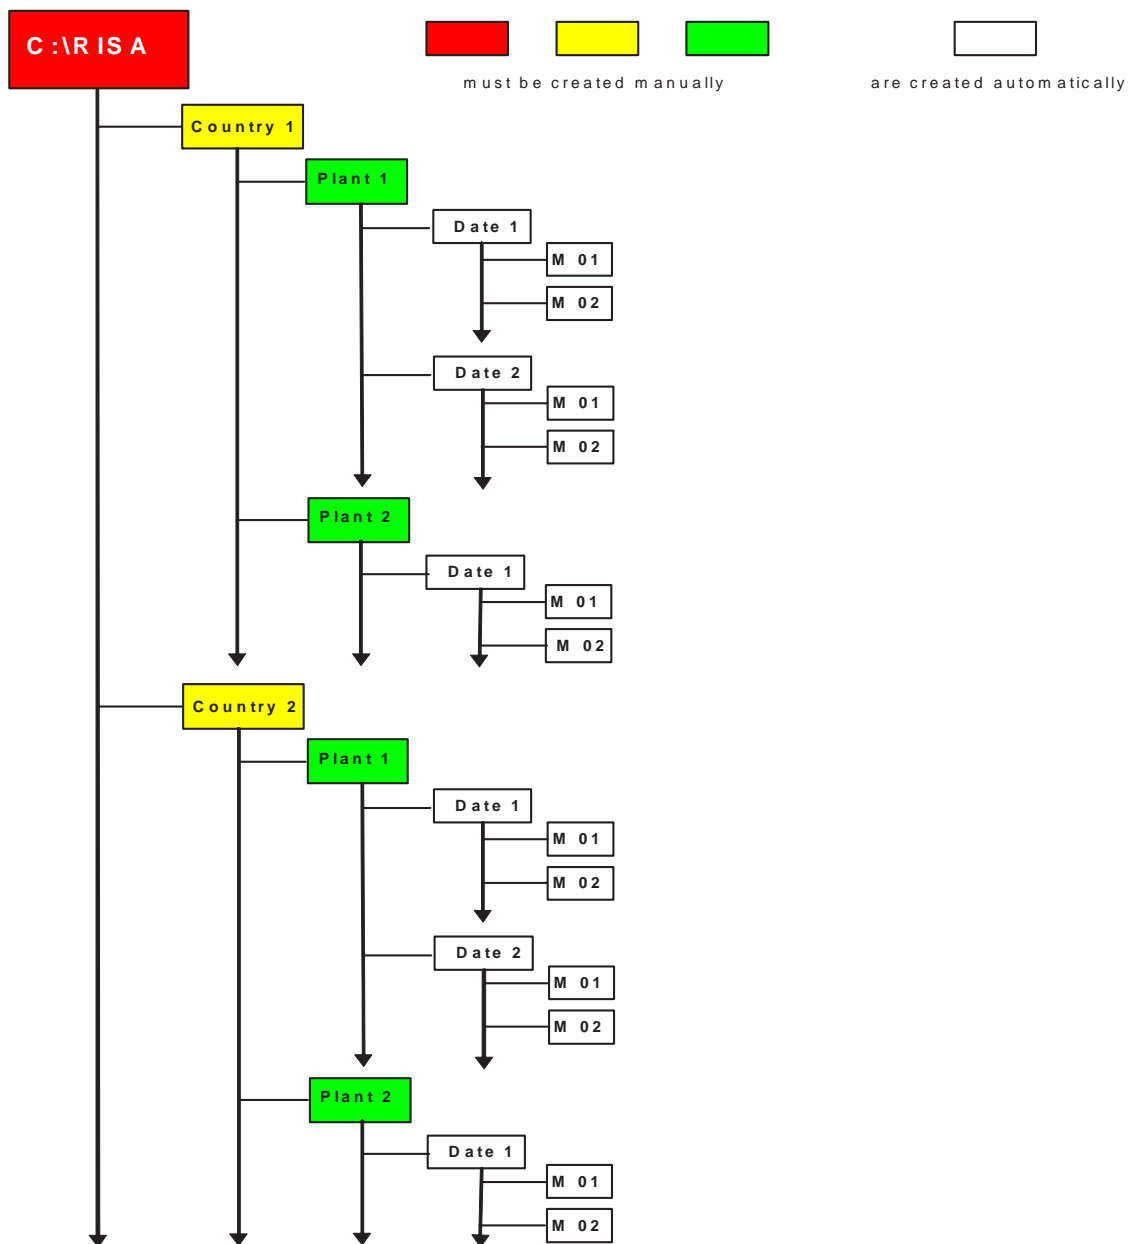 C:\RISA
must be created manually
are created automatically
Country 1
Plant 1
Date 1
M 01
M 02
Date 2
M 01
M 02
Plant 2
Date 1
M 01
M 02
Country 2
Plant 1
Date 1
M 01
M 02
Date 2
M 01
M 02
Plant 2
Date 1
M 01
M 02